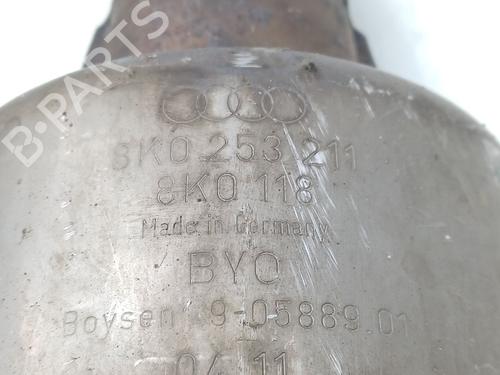 8K0 253 211
8K0 118
Made in Germany
BYO
Boysen 9-05889.01
04 11
B-PARTS